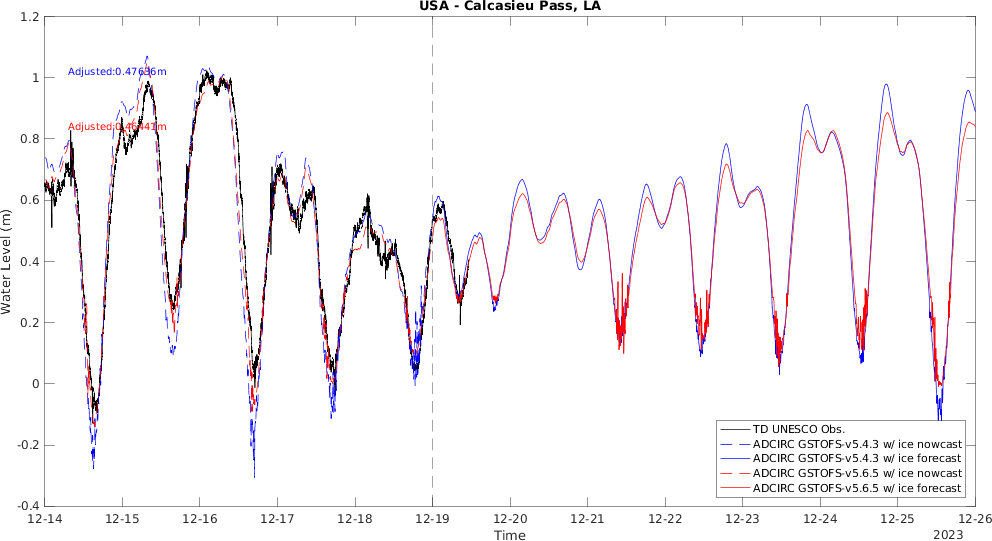 USA - Calcasieu Pass, LA
1.2
1
0.8
0.6
0.4
0.2
0
-0.2
-0.4
Water Level (m)
Adjusted:0.47636m
Adjusted:0.46441m
TD UNESCO Obs.
ADCIRC GSTOFS-v5.4.3 w/ ice nowcast
ADCIRC GSTOFS-v5.4.3 w/ ice forecast
ADCIRC GSTOFS-v5.6.5 w/ ice nowcast
ADCIRC GSTOFS-v5.6.5 w/ ice forecast
12-14 12-15 12-16 12-17 12-18 12-19 12-20 12-21 12-22 12-23 12-24 12-25 12-26
Time
2023